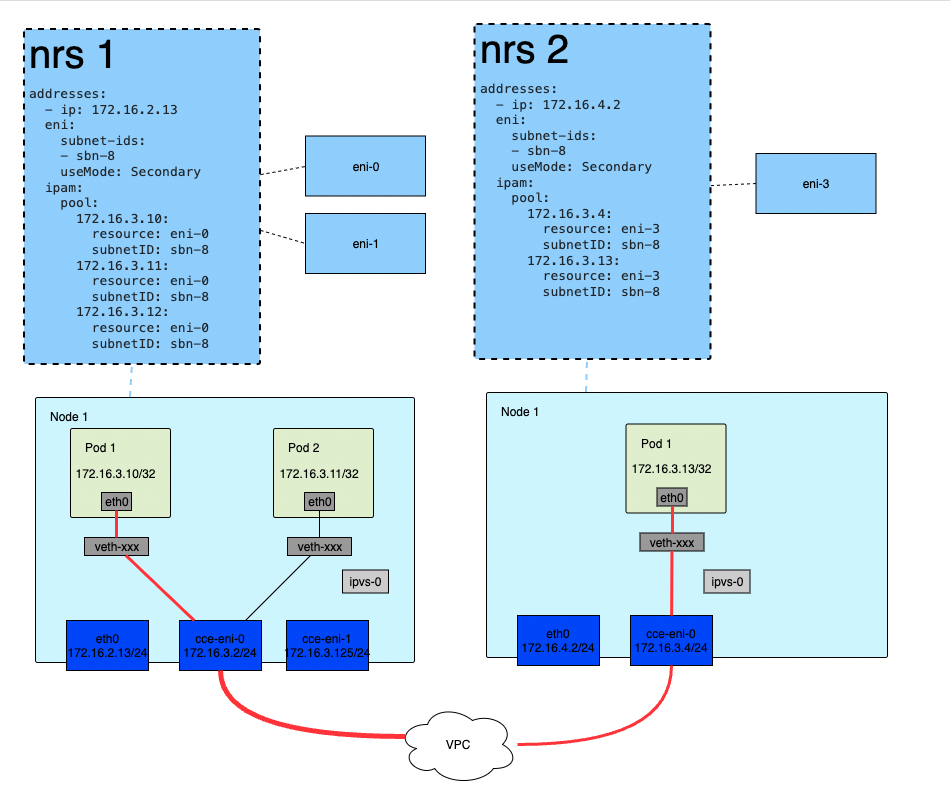 nrs 1
addresses:
- ip: 172.16.2.13
eni:
subnet-ids:
- sbn-8
useMode: Secondary
ipam:
pool:
172.16.3.10:
resource: eni-0
subnetID: sbn-8
172.16.3.11:
resource: eni-0
subnetID: sbn-8
172.16.3.12:
resource: eni-0
subnetID: sbn-8
eni-0
eni-1
nrs 2
addresses:
- ip: 172.16.4.2
eni:
subnet-ids:
- sbn-8
useMode: Secondary
ipam:
pool:
172.16.3.4:
resource: eni-3
subnetID: sbn-8
172.16.3.13:
resource: eni-3
subnetID: sbn-8
eni-3
Node 1
Pod 1
172.16.3.10/32
eth0
veth-xxx
Pod 2
172.16.3.11/32
eth0
veth-xxx
ipvs-0
eth0
172.16.2.13/24
cce-eni-0
172.16.3.2/24
cce-eni-1
172.16.3.125/24
Node 1
Pod 1
172.16.3.13/32
eth0
veth-xxx
ipvs-0
eth0
172.16.4.2/24
cce-eni-0
172.16.3.4/24
VPC